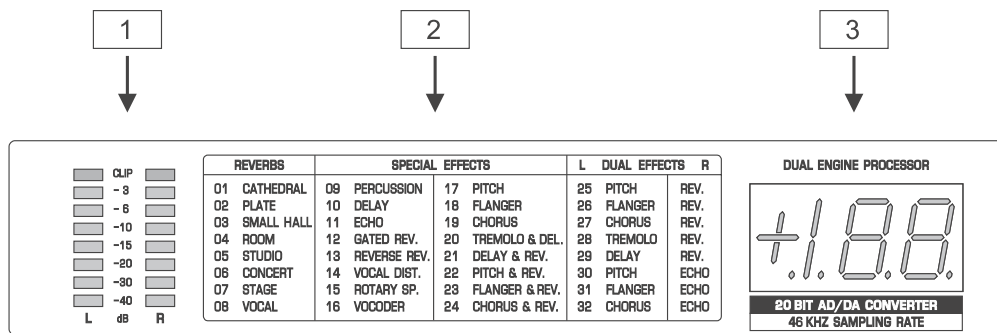 1
2
3
CLIP
- 3
- 6
-10
-15
-20
-30
-40
L dB R
REVERBS
01 CATHEDRAL
02 PLATE
03 SMALL HALL
04 ROOM
05 STUDIO
06 CONCERT
07 STAGE
08 VOCAL
SPECIAL EFFECTS
09 PERCUSSION
10 DELAY
11 ECHO
12 GATED REV.
13 REVERSE REV.
14 VOCAL DIST.
15 ROTARY SP.
16 VOCODER
17 PITCH
18 FLANGER
19 CHORUS
20 TREMOLO & DEL.
21 DELAY & REV.
22 PITCH & REV.
23 FLANGER & REV.
24 CHORUS & REV.
L DUAL EFFECTS R
25 PITCH REV.
26 FLANGER REV.
27 CHORUS REV.
28 TREMOLO REV.
29 DELAY REV.
30 PITCH ECHO
31 FLANGER ECHO
32 CHORUS ECHO
DUAL ENGINE PROCESSOR
+1.8.8.
20 BIT AD/DA CONVERTER
46 KHZ SAMPLING RATE